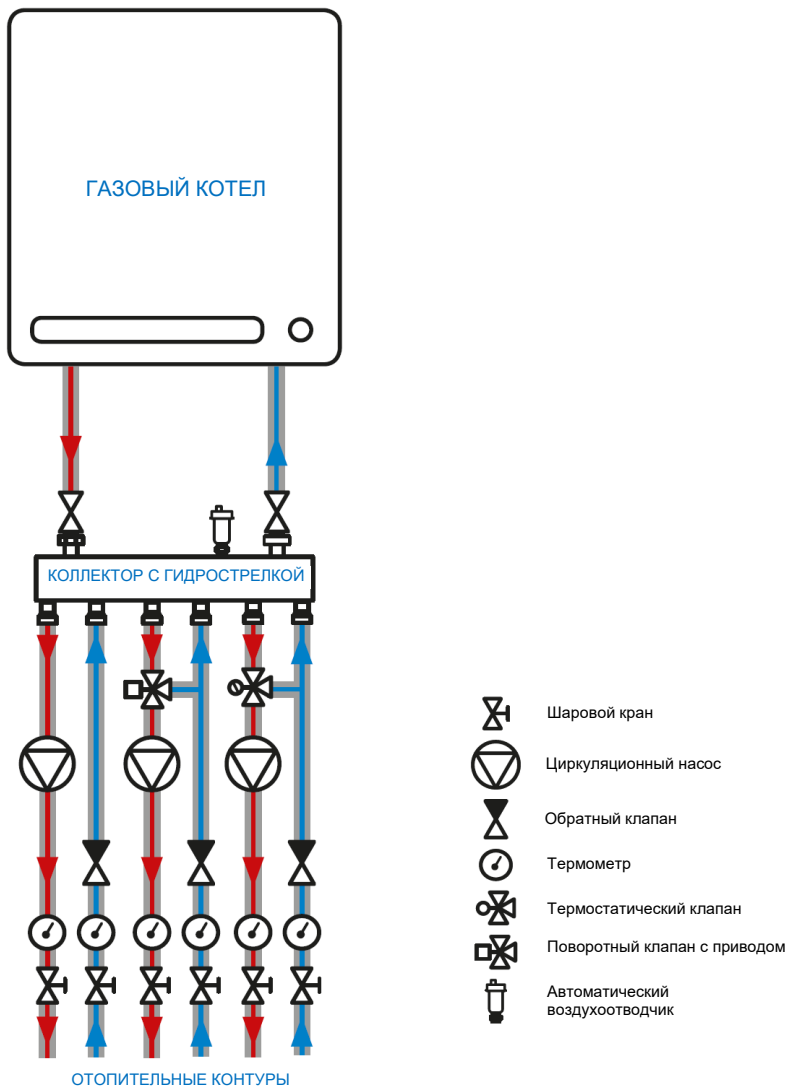 ГАЗОВЫЙ КОТЕЛ
КОЛЛЕКТОР С ГИДРОСТРЕЛКОЙ
Шаровой кран
Циркуляционный насос
Обратный клапан
Термометр
Термостатический клапан
Поворотный клапан с приводом
Автоматический
воздухоотводчик
ОТОПИТЕЛЬНЫЕ КОНТУРЫ